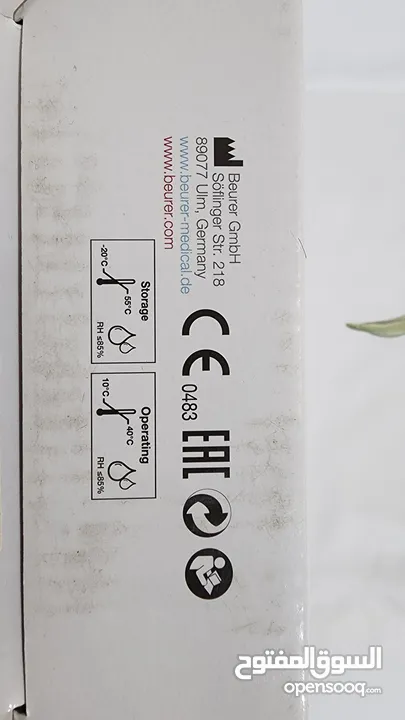 Beurer GmbH
Söflinger Str. 218
89077 Ulm, Germany
www.beurer-medical.de
www.beurer.com
CE 0483
EAC
Storage
-20°C
55°C
RH ≤85%
Operating
10°C
40°C
RH ≤85%
السوق المفتوح
opensooq.com